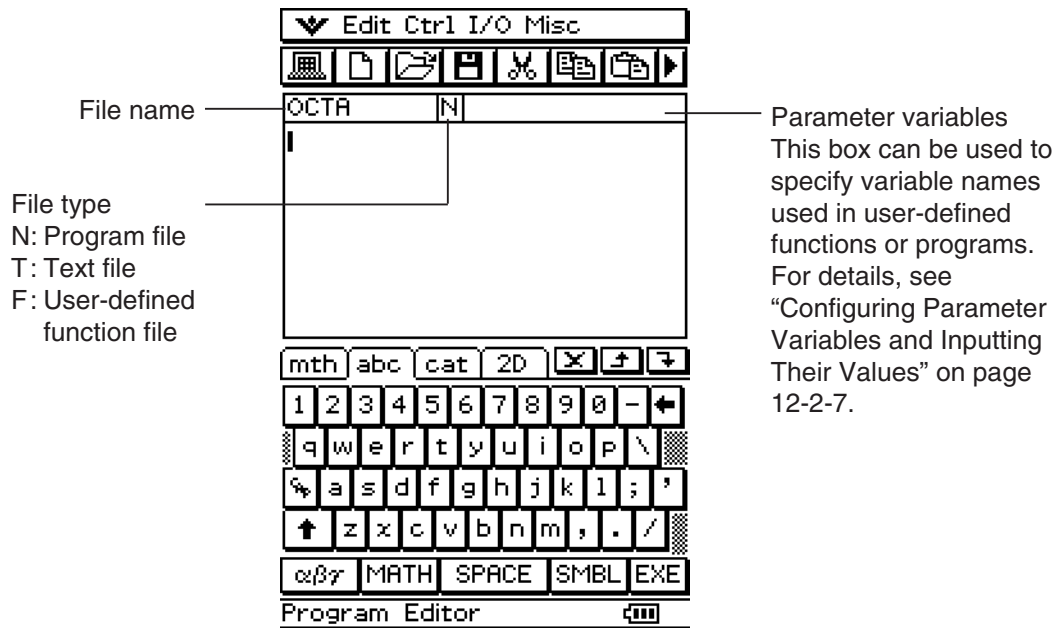 Edit Ctrl I/O Misc
File name
OCTA N
Parameter variables
This box can be used to
specify variable names
used in user-defined
functions or programs.
For details, see
“Configuring Parameter
Variables and Inputting
Their Values” on page
12-2-7.
File type
N: Program file
T: Text file
F: User-defined
function file
mth abc cat 2D
1 2 3 4 5 6 7 8 9 0 -
q w e r t y u i o p \
a s d f g h j k l ; '
z x c v b n m , . /
αβγ MATH SPACE SMBL EXE
Program Editor